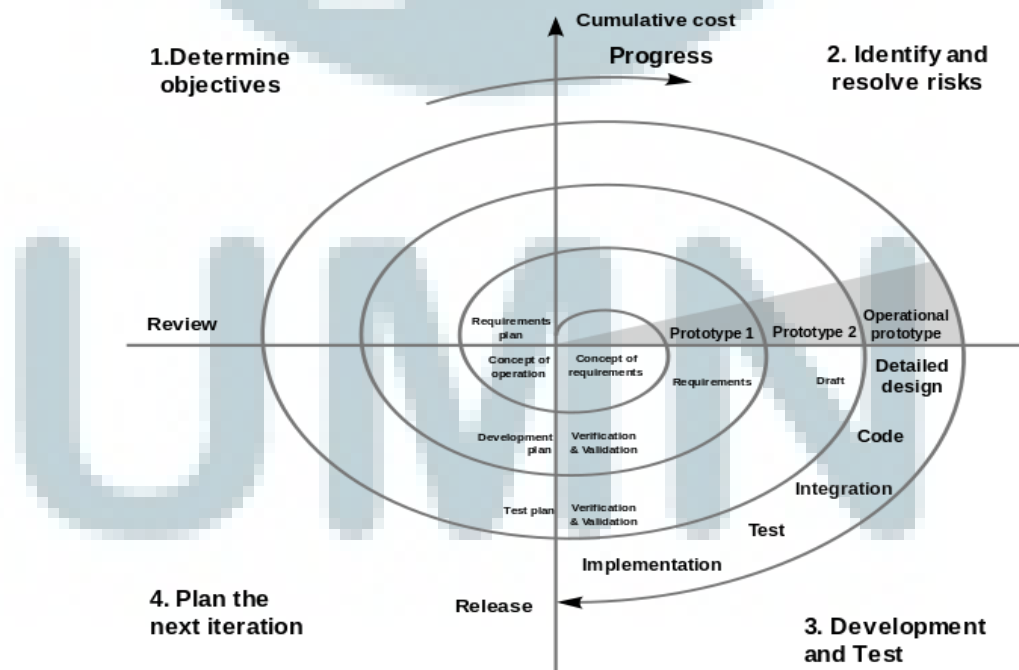 Cumulative cost
Progress
1.Determine
objectives
2. Identify and
resolve risks
Review
Requirements
plan
Concept of
operation
Concept of
requirements
Prototype 1
Prototype 2
Operational
prototype
Requirements
Draft
Detailed
design
Development
plan
Verification
& Validation
Code
Test plan
Verification
& Validation
Integration
Test
Implementation
Release
4. Plan the
next iteration
3. Development
and Test
UMN